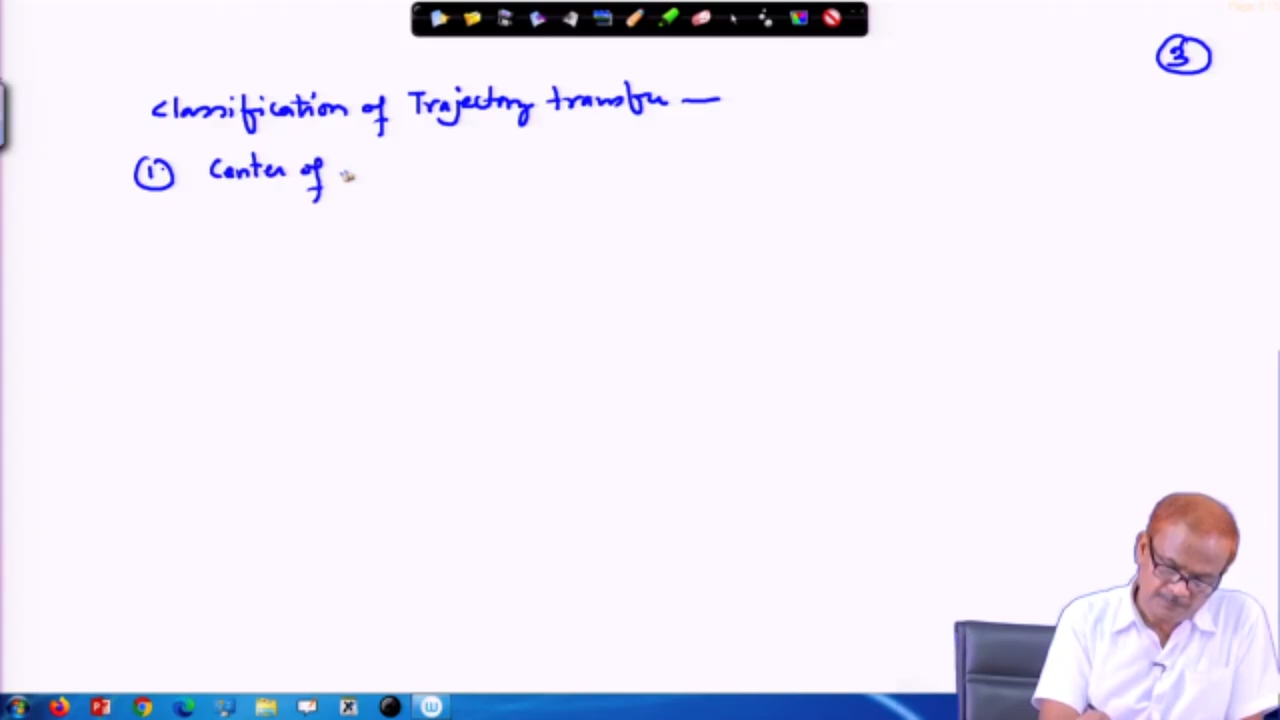 3
Classification of Trajectory transfer —
① Center of